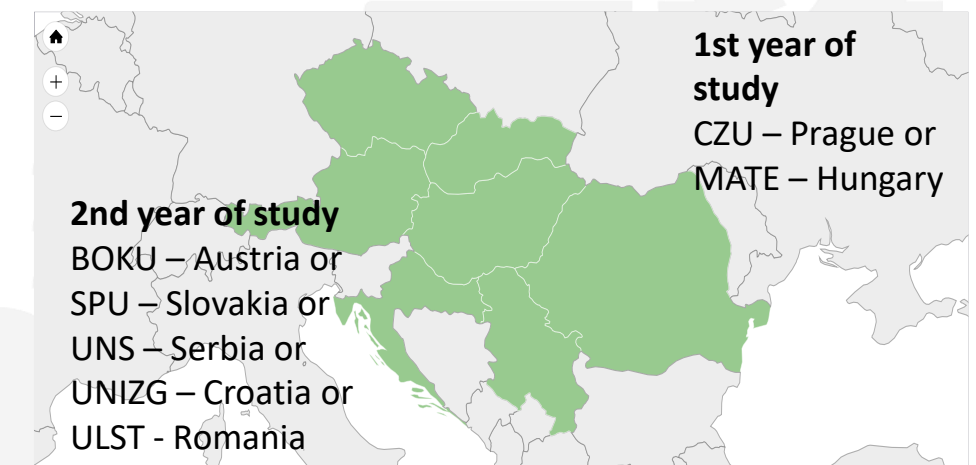 1st year of
study
CZU – Prague or
MATE – Hungary
2nd year of study
BOKU – Austria or
SPU – Slovakia or
UNS – Serbia or
UNIZG – Croatia or
ULST - Romania
+
−